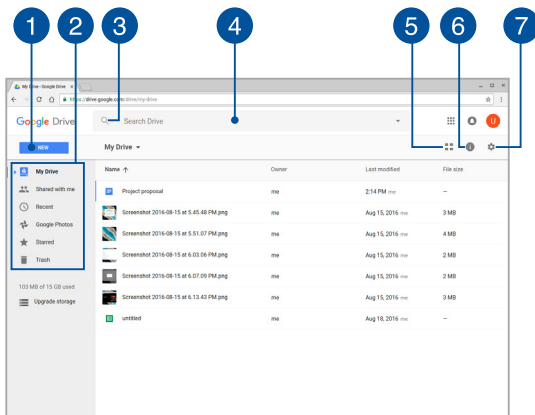 1 2 3 4 5 6 7
My Drive - Google Drive
https://drive.google.com/drive/my-drive
Google Drive Search Drive U
NEW My Drive
Name Owner Last modified File size
My Drive
Shared with me
Recent
Google Photos
Starred
Trash
103 MB of 15 GB used
Upgrade storage
Project proposal me 2:14 PM me –
Screenshot 2016-08-15 at 5.45.48 PM.png me Aug 15, 2016 me 3 MB
Screenshot 2016-08-15 at 5.51.07 PM.png me Aug 15, 2016 me 4 MB
Screenshot 2016-08-15 at 6.03.06 PM.png me Aug 15, 2016 me 2 MB
Screenshot 2016-08-15 at 6.07.09 PM.png me Aug 15, 2016 me 2 MB
Screenshot 2016-08-15 at 6.13.43 PM.png me Aug 15, 2016 me 3 MB
untitled me Aug 18, 2016 me –